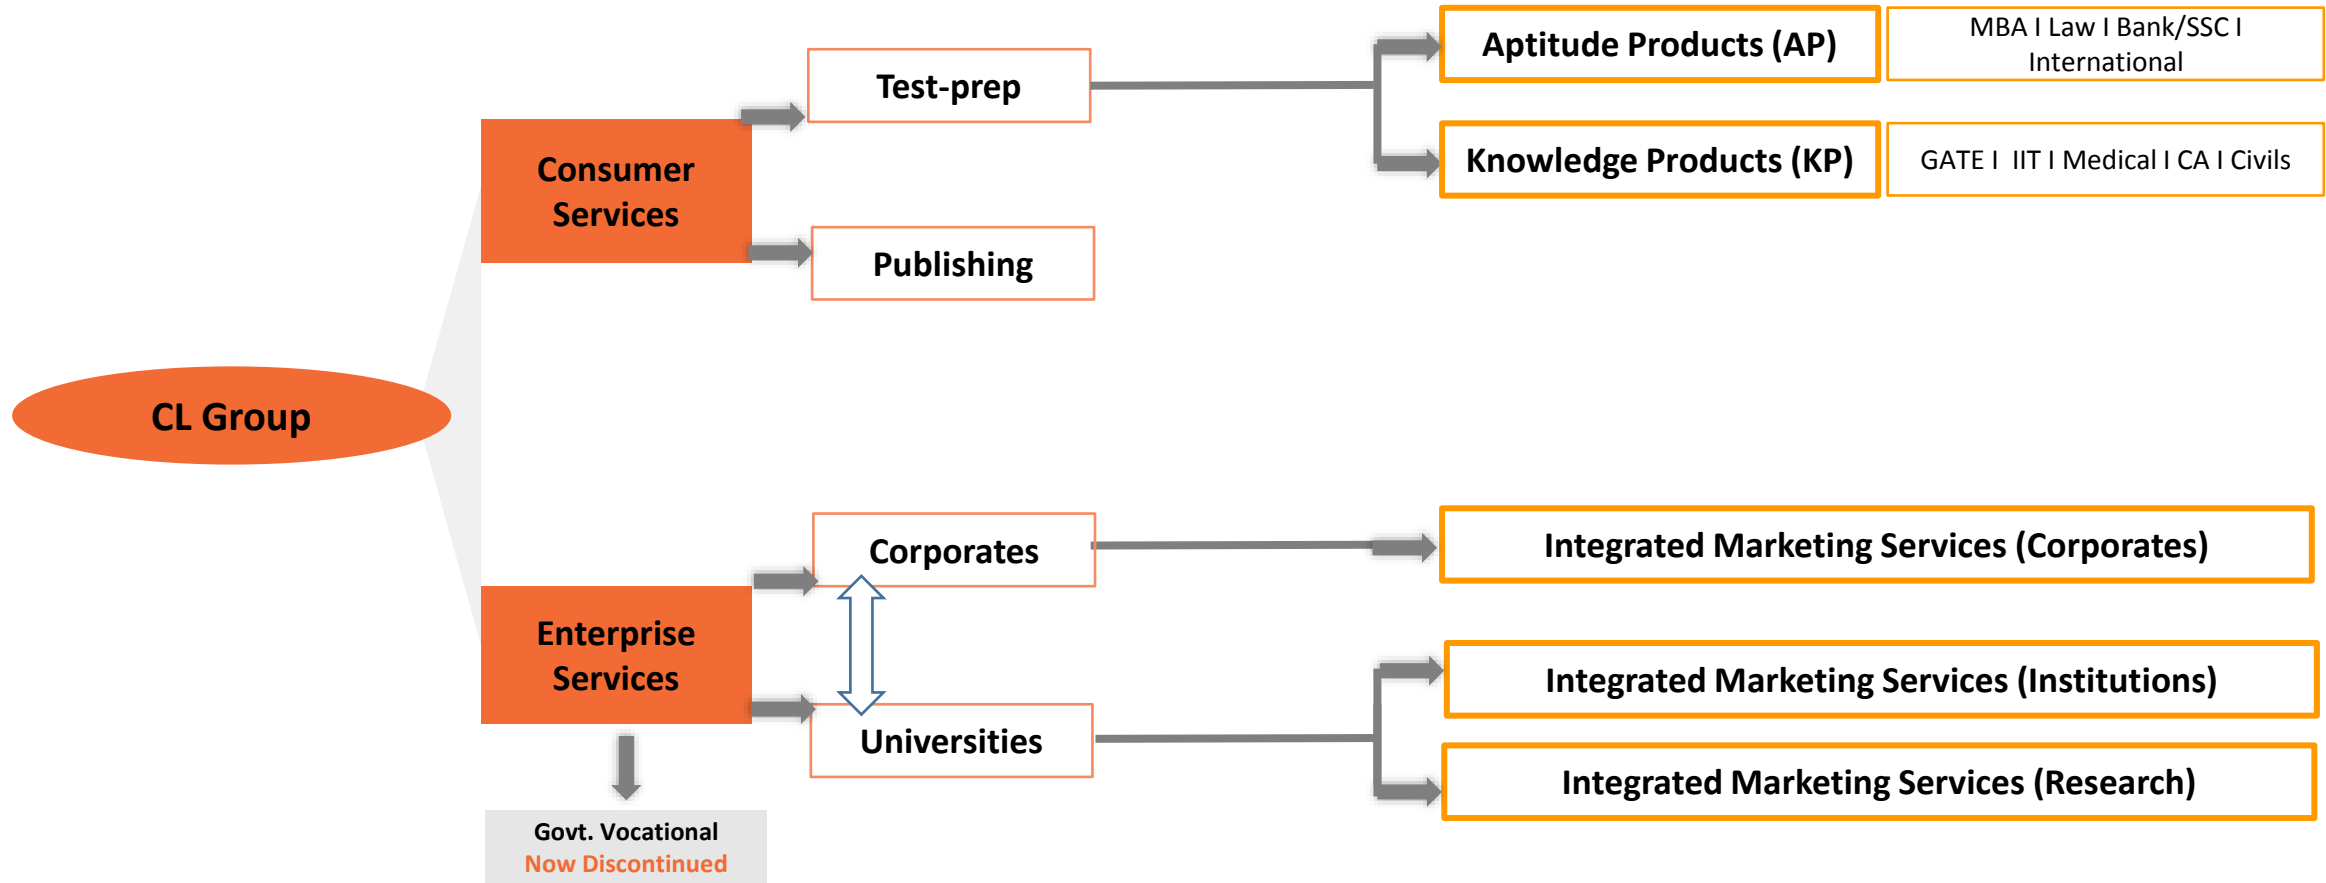 CL Group
Consumer
Services
Test-prep
Aptitude Products (AP)
MBA I Law I Bank/SSC I
International
Knowledge Products (KP)
GATE I  IIT I Medical I CA I Civils
Publishing
Enterprise
Services
Corporates
Integrated Marketing Services (Corporates)
Universities
Integrated Marketing Services (Institutions)
Integrated Marketing Services (Research)
Govt. Vocational
Now Discontinued